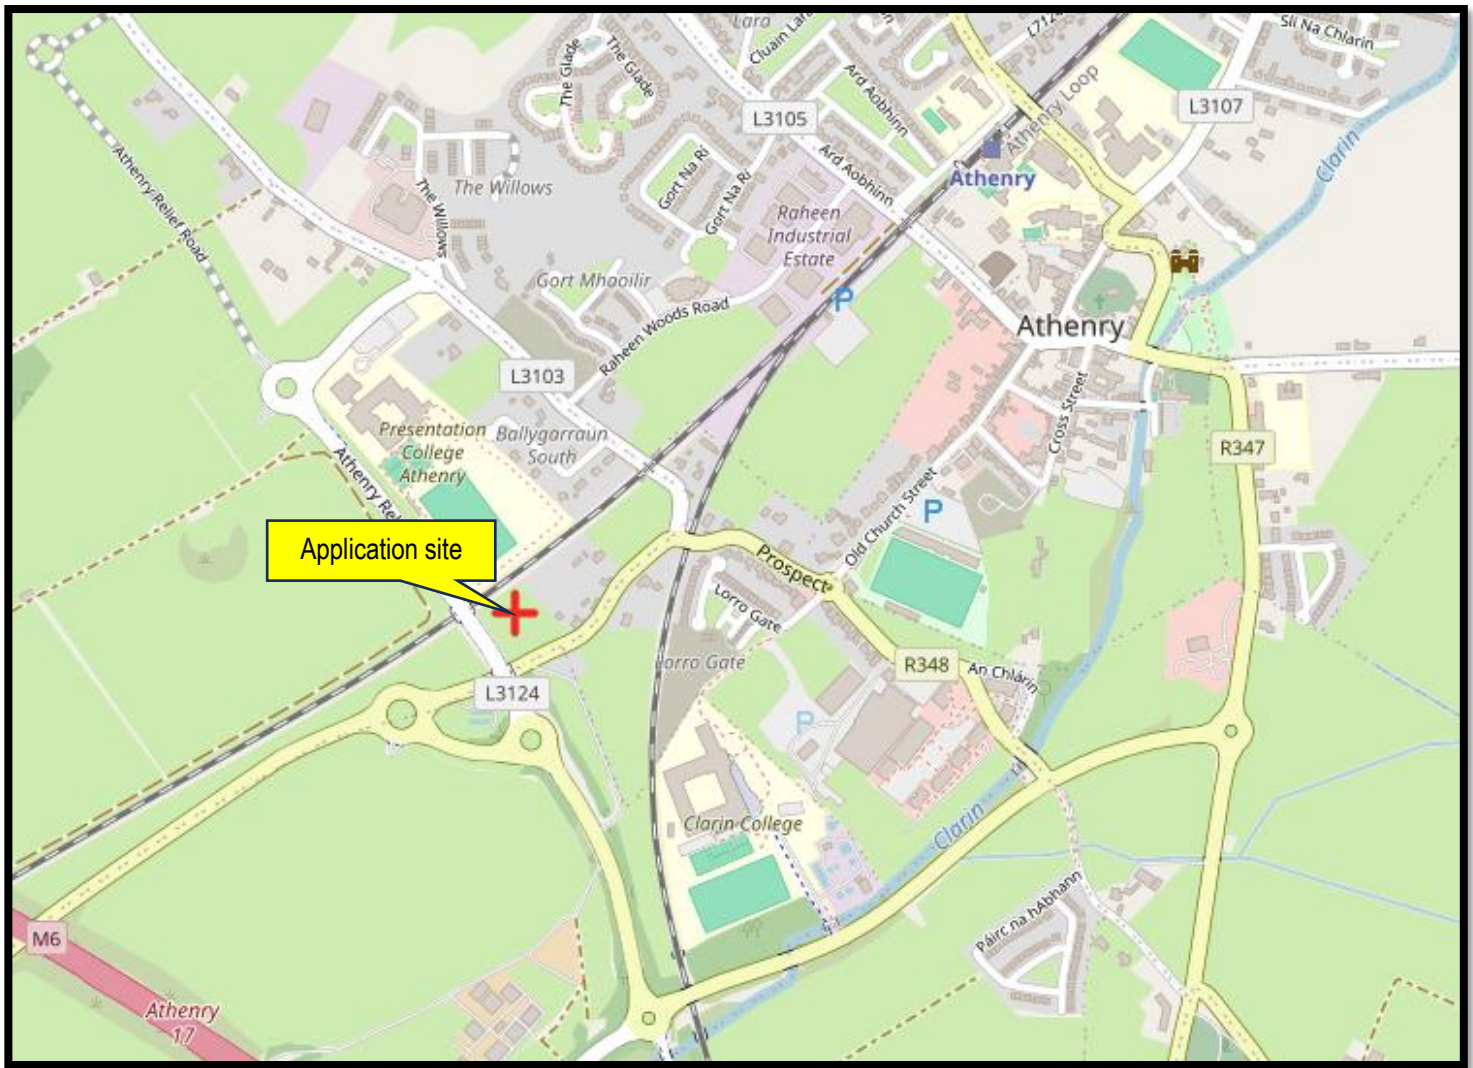 Lara
Cluain Lara
L7124
Sli Na Chlarin
The Glade
The Glade
Ard Aobhinn
L3105
L3107
Athenry Loop
Clarin
Athenry Relief Road
The Willows
The Willows
Gort Na Ri
Gort Na Ri
Ard Aobhinn
Athenry
Raheen
Industrial
Estate
Gort Mhaoilir
P
Raheen Woods Road
Athenry
L3103
Cross Street
Presentation
College
Athenry
Ballygarraun
South
R347
Athenry Rel
Old Church Street
P
Application site
Prospect
Lorro Gate
Lorro Gate
R348
An Chlárin
L3124
P
Clarin College
Clarin
Páirc na hAbhann
M6
Athenry
17